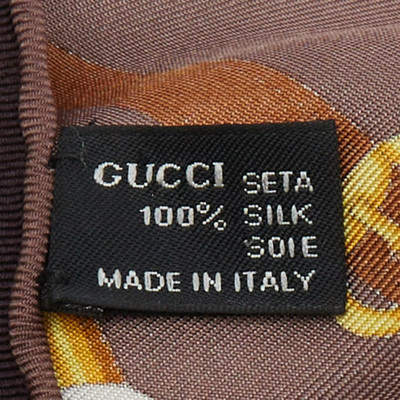 GUCCI SETA
100% SILK
SOIE
MADE IN ITALY